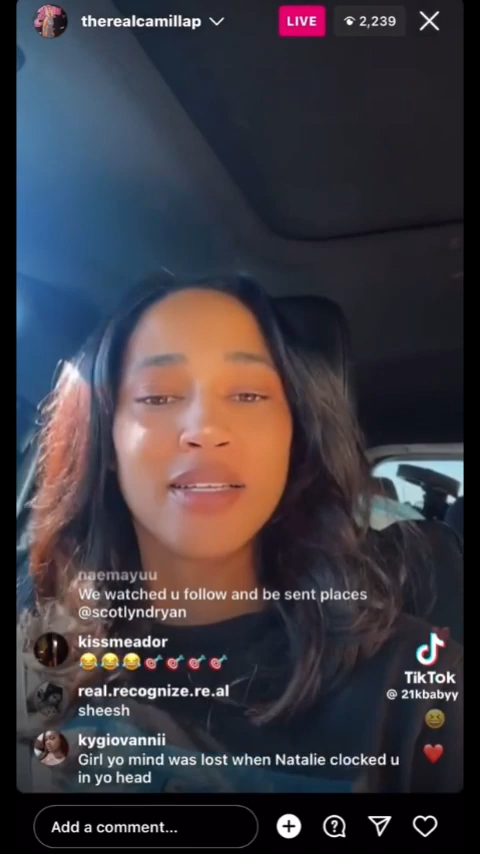 therealcamillap
LIVE
2,239
naemayuu
We watched u follow and be sent places
@scotlyndryan
kissmeador
😂😂😂🎯🎯🎯🎯
real.recognize.re.al
sheesh
kygiovannii
Girl yo mind was lost when Natalie clocked u
in yo head
TikTok
@ 21kbabyy
Add a comment...